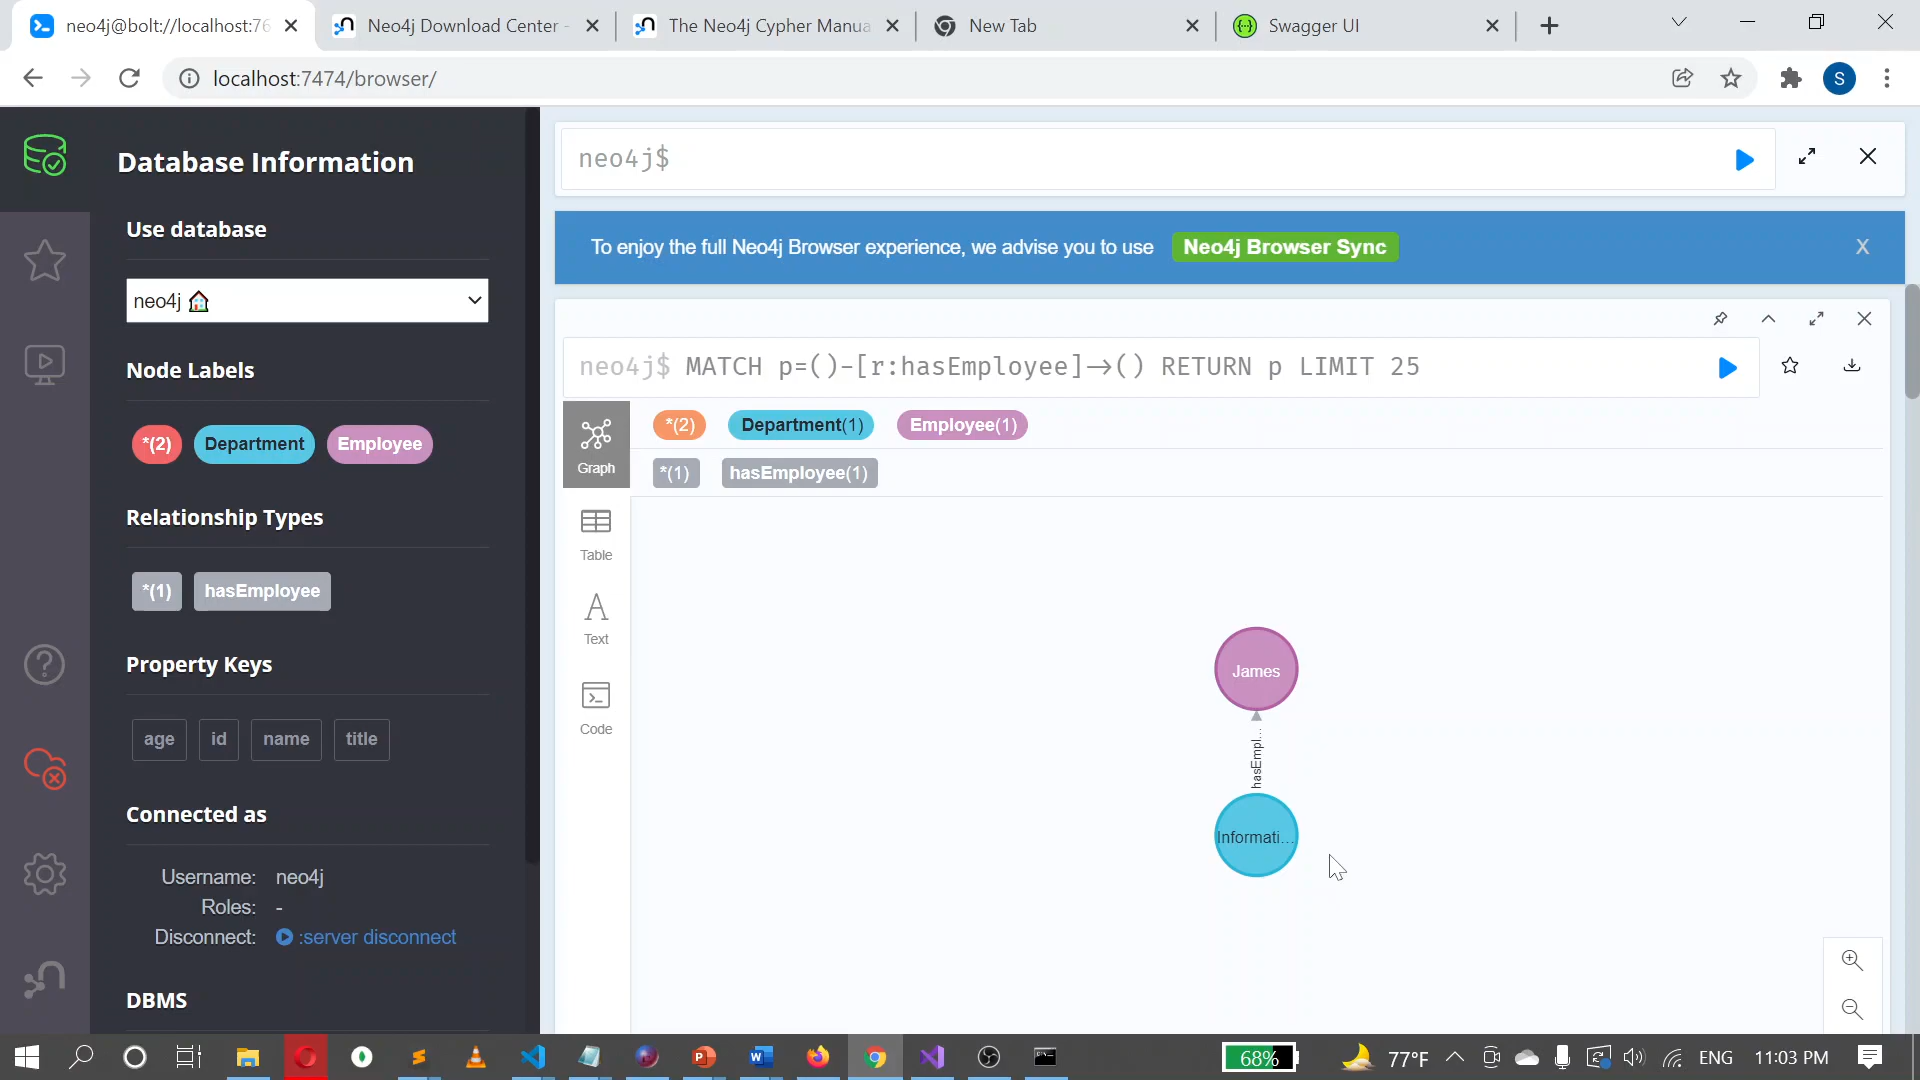 neo4j@bolt://localhost:76
Neo4j Download Center -
The Neo4j Cypher Manua
New Tab
Swagger UI
localhost:7474/browser/
S
Database Information
Use database
neo4j
Node Labels
*(2) Department Employee
Relationship Types
*(1) hasEmployee
Property Keys
age id name title
Connected as
Username: neo4j
Roles: -
Disconnect: :server disconnect
DBMS
neo4j$
To enjoy the full Neo4j Browser experience, we advise you to use Neo4j Browser Sync X
neo4j$ MATCH p=()-[r:hasEmployee]→() RETURN p LIMIT 25
*(2) Department(1) Employee(1)
*(1) hasEmployee(1)
Graph
Table
Text
Code
James
hasEmpl...
Informati...
68%
77°F
ENG
11:03 PM